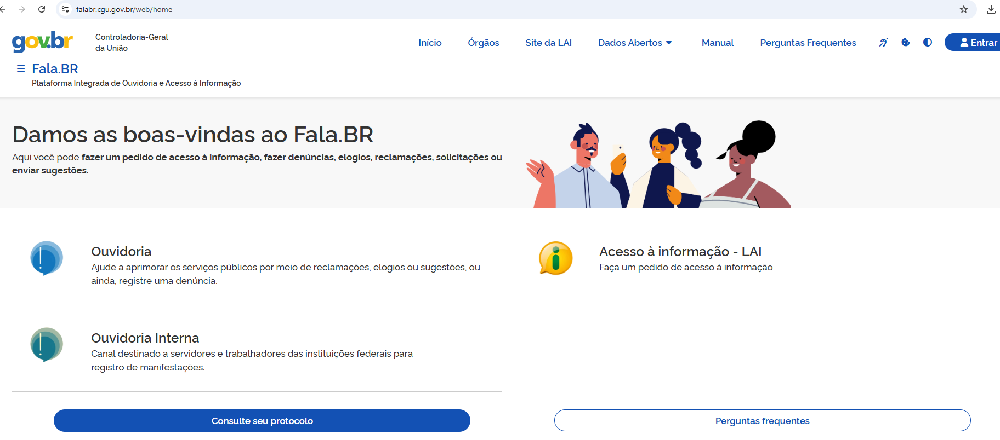 falabr.cgu.gov.br/web/home
gov.br
Controladoria-Geral
da União
Início
Órgãos
Site da LAI
Dados Abertos
Manual
Perguntas Frequentes
Entrar
Fala.BR
Plataforma Integrada de Ouvidoria e Acesso à Informação
Damos as boas-vindas ao Fala.BR
Aqui você pode fazer um pedido de acesso à informação, fazer denúncias, elogios, reclamações, solicitações ou
enviar sugestões.
Ouvidoria
Ajude a aprimorar os serviços públicos por meio de reclamações, elogios ou sugestões, ou
ainda, registre uma denúncia.
Acesso à informação - LAI
Faça um pedido de acesso à informação
Ouvidoria Interna
Canal destinado a servidores e trabalhadores das instituições federais para
registro de manifestações.
Consulte seu protocolo
Perguntas frequentes